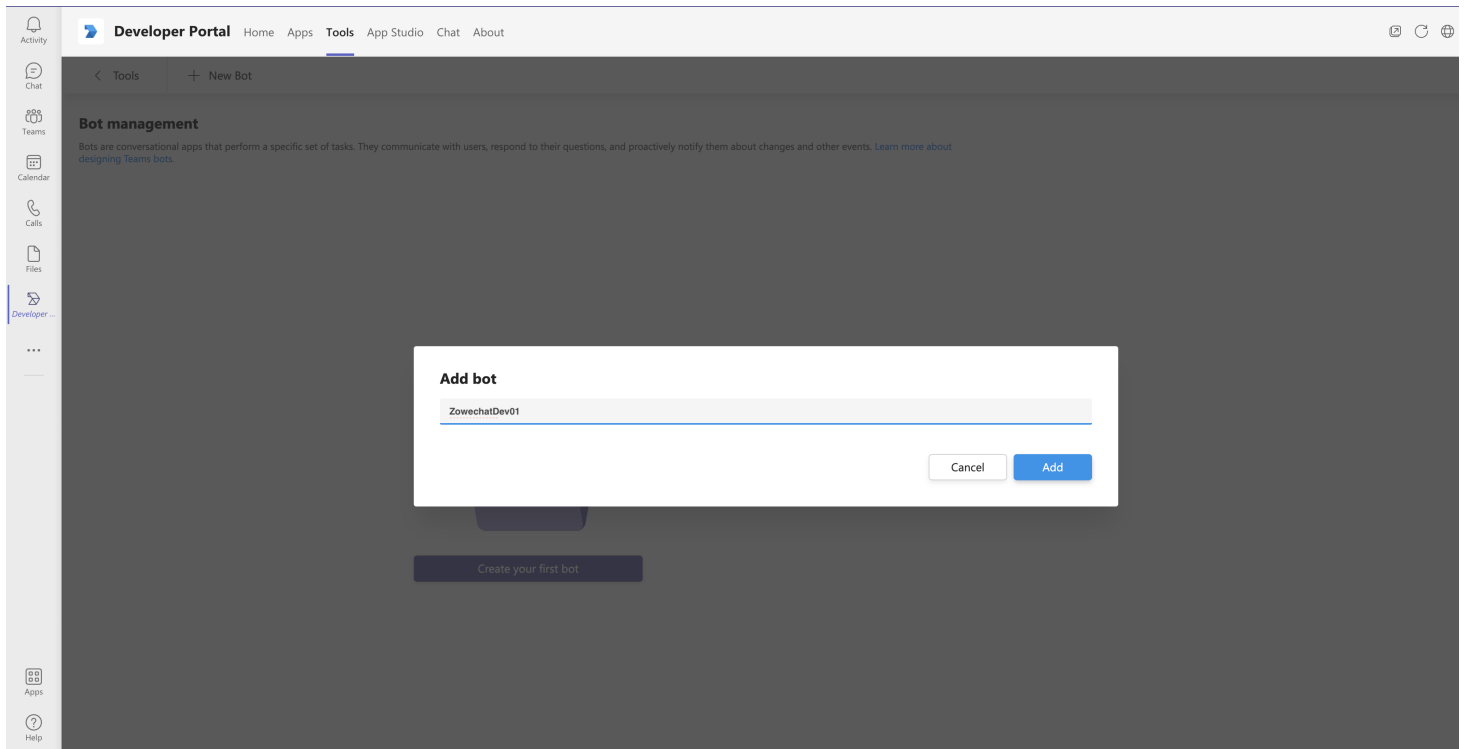 Activity
Chat
Teams
Calendar
Calls
Files
Developer ...
Apps
Help
Developer Portal Home Apps Tools App Studio Chat About
Tools + New Bot
Bot management
Bots are conversational apps that perform a specific set of tasks. They communicate with users, respond to their questions, and proactively notify them about changes and other events. Learn more about
designing Teams bots.
Add bot
ZowechatDev01
Cancel Add
Create your first bot